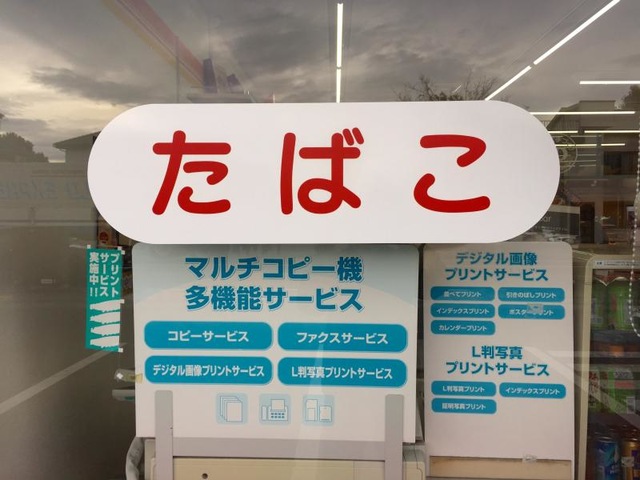 たばこ
プリント
サービス
実施中!!
マルチコピー機
多機能サービス
コピーサービス
ファクスサービス
デジタル画像プリントサービス
L判写真プリントサービス
デジタル画像
プリントサービス
並べてプリント
引きのばしプリント
インデックスプリント
ポスタープリント
カレンダープリント
L判写真
プリントサービス
L判写真プリント
インデックスプリント
証明写真プリント